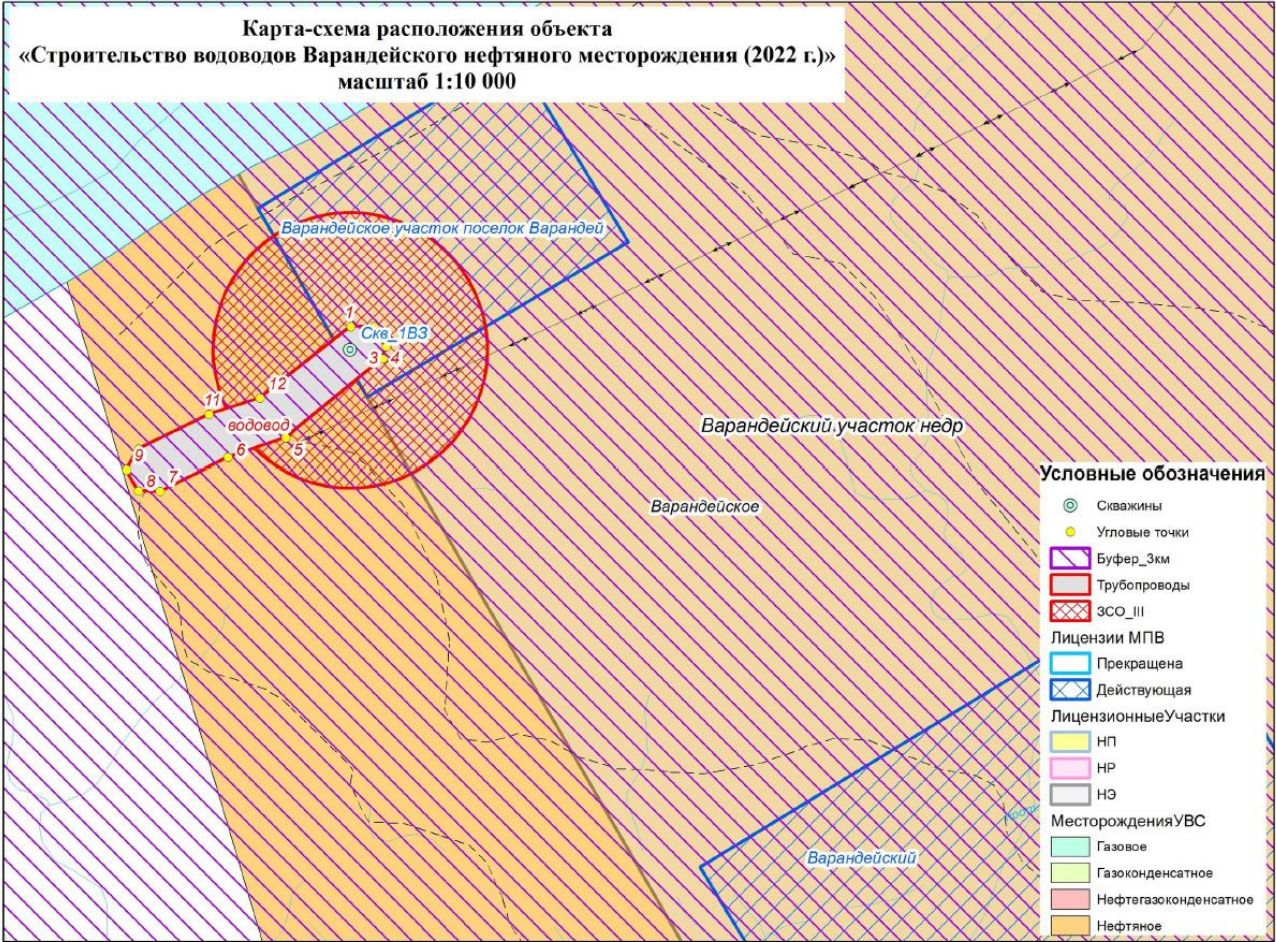 Карта-схема расположения объекта
«Строительство водоводов Варандейского нефтяного месторождения (2022 г.)»
масштаб 1:10 000
Варандейское участок поселок Варандей
1
Скв_1ВЗ
3 4
12
11
водовод
5
6
9
8 7
Варандейский участок недр
Варандейское
Варандейский
Условные обозначения
Скважины
Угловые точки
Буфер_3км
Трубопроводы
ЗСО_III
Лицензии МПВ
Прекращена
Действующая
ЛицензионныеУчастки
НП
НР
НЭ
МесторожденияУВС
Газовое
Газоконденсатное
Нефтегазоконденсатное
Нефтяное